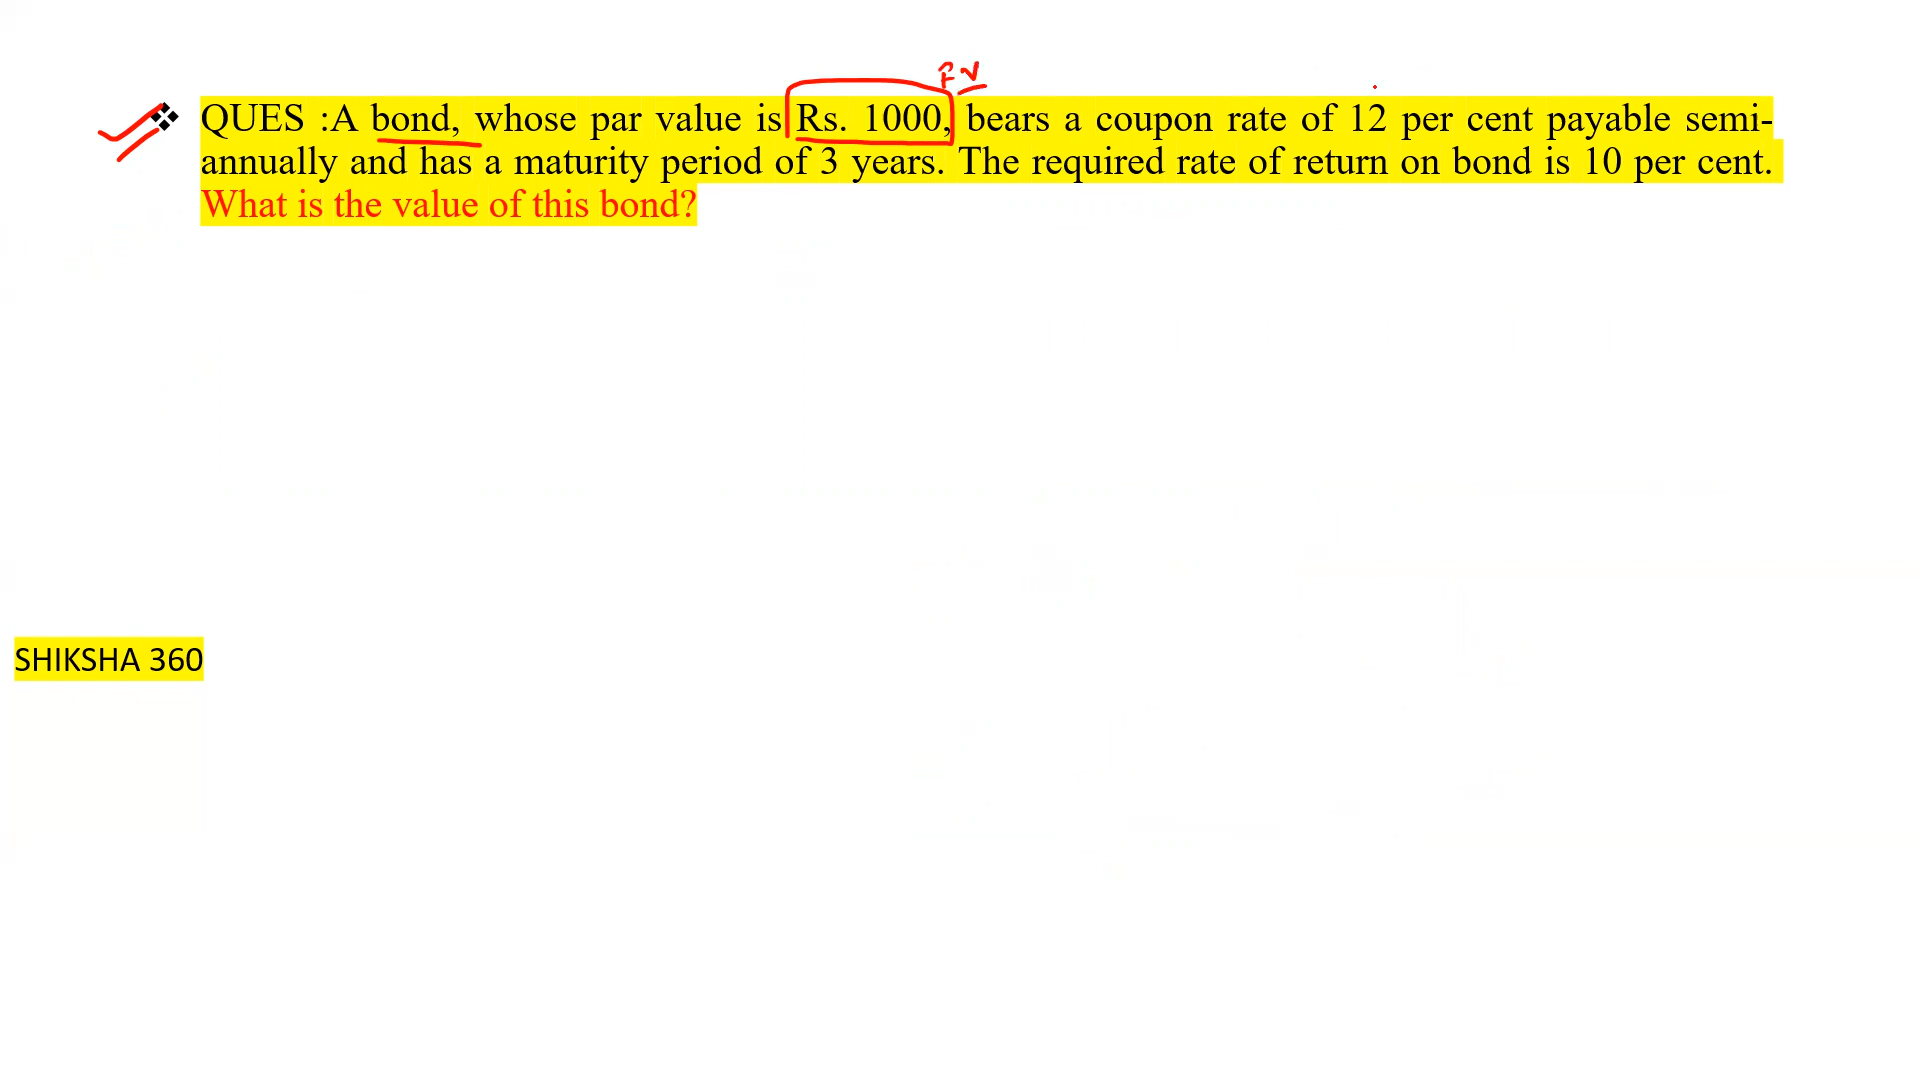 FV
QUES :A bond, whose par value is Rs. 1000, bears a coupon rate of 12 per cent payable semi-
annually and has a maturity period of 3 years. The required rate of return on bond is 10 per cent.
What is the value of this bond?
SHIKSHA 360